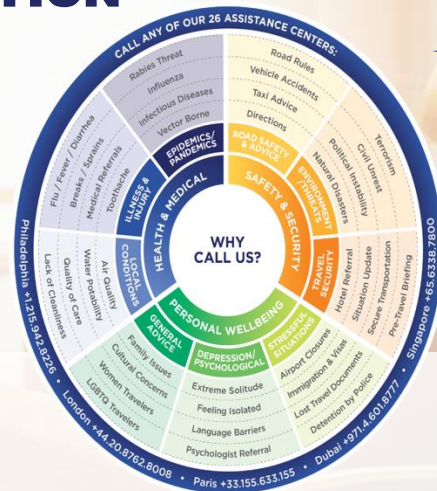 TION
CALL ANY OF OUR 26 ASSISTANCE CENTERS:
WHY
CALL US?
HEALTH & MEDICAL
EPIDEMICS/
PANDEMICS
Rabies Threat
Influenza
Infectious Diseases
Vector Borne
ILLNESS &
INJURY
Flu / Fever / Diarrhea
Breaks / Sprains
Medical Referrals
Toothache
LOCAL
CONDITIONS
Air Quality
Water Potability
Quality of Care
Lack of Cleanliness
SAFETY & SECURITY
ROAD SAFETY
& ADVICE
Road Rules
Vehicle Accidents
Taxi Advice
Directions
ENVIRONMENT
/THREATS
Terrorism
Civil Unrest
Political Instability
Natural Disasters
TRAVEL
SECURITY
Hotel Referral
Situation Update
Secure Transportation
Pre-Travel Briefing
PERSONAL WELLBEING
STRESSFUL
SITUATIONS
Airport Closures
Immigration & Visas
Lost Travel Documents
Detention by Police
DEPRESSION/
PSYCHOLOGICAL
Extreme Solitude
Feeling Isolated
Language Barriers
Psychologist Referral
GENERAL
ADVICE
Family Issues
Cultural Concerns
Women Travelers
LGBTQ Travelers
Philadelphia +1.215.942.8226 • London +44.20.8762.8008 • Paris +33.155.633.155 • Dubai +971.4.601.8777 • Singapore +65.6338.7800